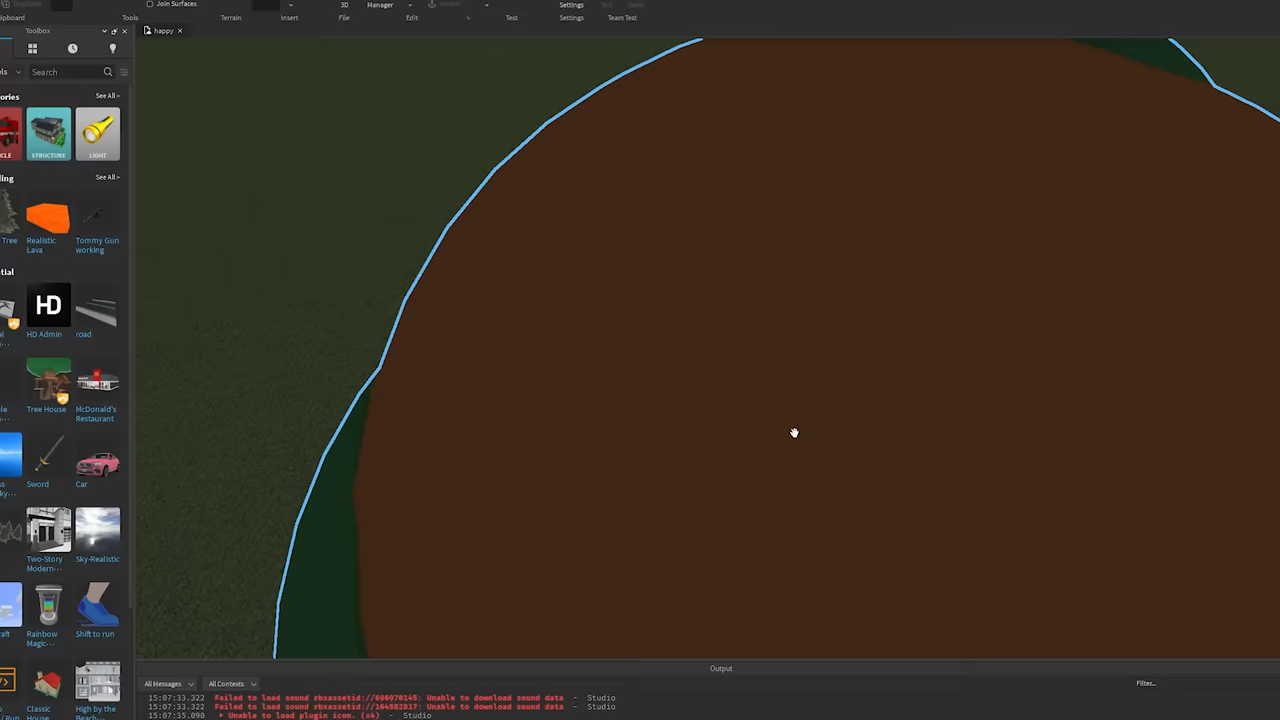 Join Surfaces
3D
Manager
Settings
Clipboard
Tools
Terrain
Insert
File
Edit
Test
Settings
Team Test
Toolbox
happy
Search
See All >
STRUCTURE
LIGHT
See All >
Tree
Realistic Lava
Tommy Gun working
HD
HD Admin
road
Tree House
McDonald's Restaurant
Sword
Car
Two-Story Modern-···
Sky-Realistic
Rainbow Magic-···
Shift to run
Classic House
High by the Beach-···
Output
All Messages
All Contexts
Filter...
15:07:33.322 Failed to load sound rbxassetid://696970145: Unable to download sound data - Studio
15:07:33.322 Failed to load sound rbxassetid://164582817: Unable to download sound data - Studio
15:07:35.090 Unable to load plugin icon. (x4) - Studio